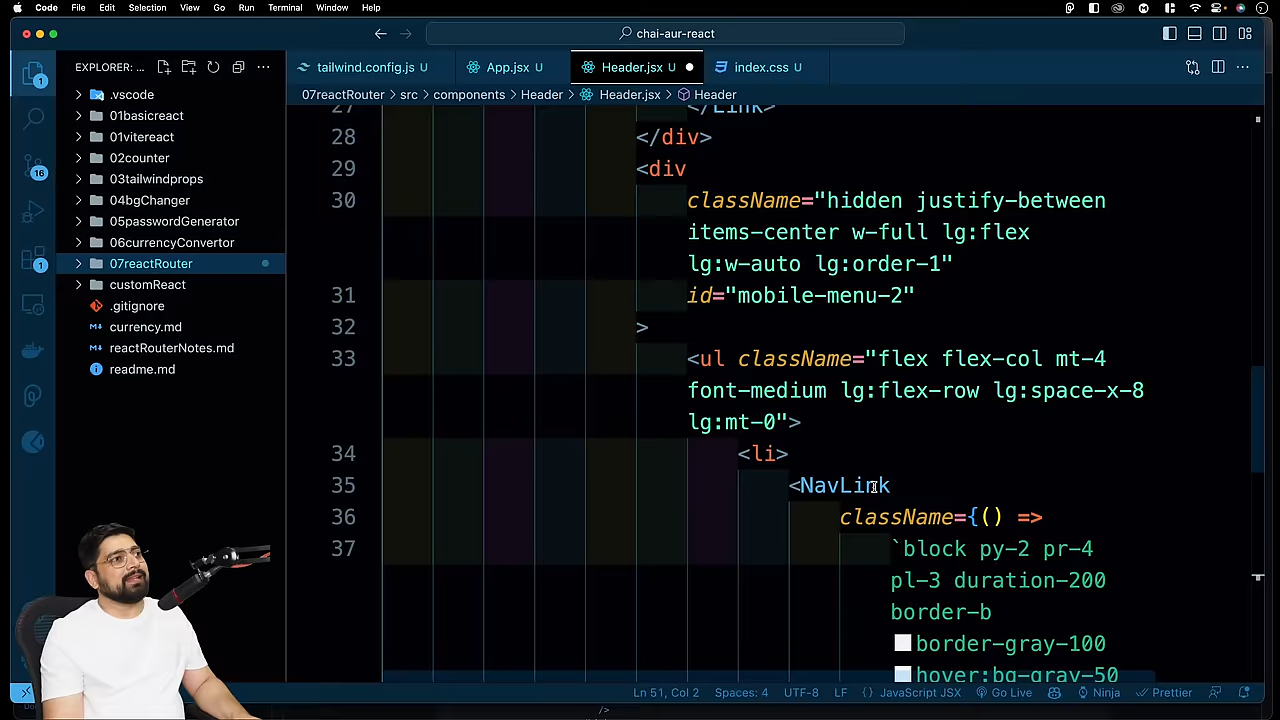 Code File Edit Selection View Go Run Terminal Window Help
chai-aur-react
EXPLORER: ...
tailwind.config.js U
App.jsx U
Header.jsx U
index.css U
07reactRouter > src > components > Header > Header.jsx > Header
.vscode
01basicreact
01vitereact
02counter
03tailwindprops
04bgChanger
05passwordGenerator
06currencyConvertor
07reactRouter
customReact
.gitignore
currency.md
reactRouterNotes.md
readme.md
1
16
1
27 </Link>
28 </div>
29 <div
30 className="hidden justify-between
items-center w-full lg:flex
lg:w-auto lg:order-1"
31 id="mobile-menu-2"
32 >
33 <ul className="flex flex-col mt-4
font-medium lg:flex-row lg:space-x-8
lg:mt-0">
34 <li>
35 <NavLink
36 className={() =>
37 `block py-2 pr-4
pl-3 duration-200
border-b
border-gray-100
hover:bg-gray-50
Ln 51, Col 2 Spaces: 4 UTF-8 LF {} JavaScript JSX Go Live Ninja Prettier
/>